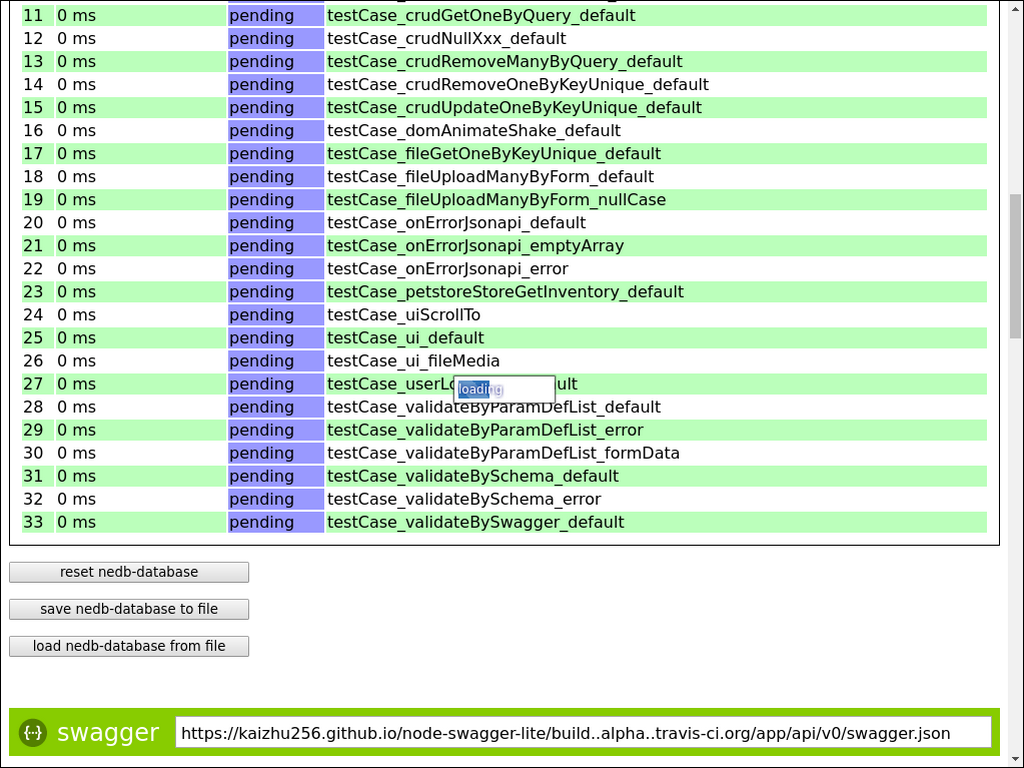 11 0 ms pending testCase_crudGetOneByQuery_default
12 0 ms pending testCase_crudNullXxx_default
13 0 ms pending testCase_crudRemoveManyByQuery_default
14 0 ms pending testCase_crudRemoveOneByKeyUnique_default
15 0 ms pending testCase_crudUpdateOneByKeyUnique_default
16 0 ms pending testCase_domAnimateShake_default
17 0 ms pending testCase_fileGetOneByKeyUnique_default
18 0 ms pending testCase_fileUploadManyByForm_default
19 0 ms pending testCase_fileUploadManyByForm_nullCase
20 0 ms pending testCase_onErrorJsonapi_default
21 0 ms pending testCase_onErrorJsonapi_emptyArray
22 0 ms pending testCase_onErrorJsonapi_error
23 0 ms pending testCase_petstoreStoreGetInventory_default
24 0 ms pending testCase_uiScrollTo
25 0 ms pending testCase_ui_default
26 0 ms pending testCase_ui_fileMedia
27 0 ms pending
loading
28 0 ms pending testCase_validateByParamDefList_default
29 0 ms pending testCase_validateByParamDefList_error
30 0 ms pending testCase_validateByParamDefList_formData
31 0 ms pending testCase_validateBySchema_default
32 0 ms pending testCase_validateBySchema_error
33 0 ms pending testCase_validateBySwagger_default
reset nedb-database
save nedb-database to file
load nedb-database from file
swagger https://kaizhu256.github.io/node-swagger-lite/build..alpha..travis-ci.org/app/api/v0/swagger.json